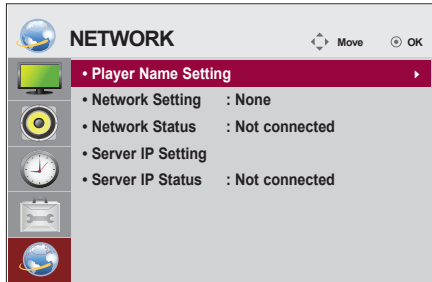 NETWORK Move OK
• Player Name Setting
• Network Setting : None
• Network Status : Not connected
• Server IP Setting
• Server IP Status : Not connected